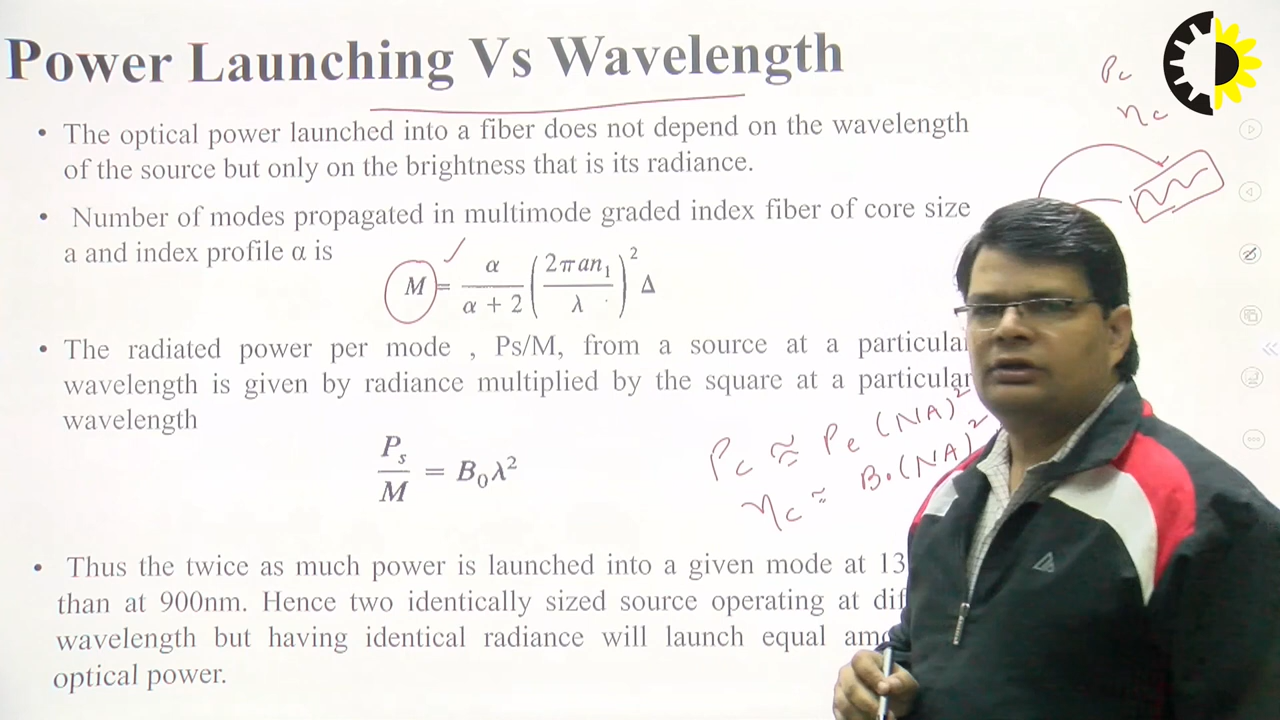 Power Launching Vs Wavelength
• The optical power launched into a fiber does not depend on the wavelength
of the source but only on the brightness that is its radiance.
• Number of modes propagated in multimode graded index fiber of core size
a and index profile α is
M = α / (α + 2) (2πan₁ / λ)² Δ
• The radiated power per mode , Ps/M, from a source at a particular
wavelength is given by radiance multiplied by the square at a particular
wavelength
Pₛ / M = B₀λ²
• Thus the twice as much power is launched into a given mode at 13
than at 900nm. Hence two identically sized source operating at dif
wavelength but having identical radiance will launch equal am
optical power.
Pc
ηc
Pc ≈ Pe (NA)²
ηc ≈ B₀ (NA)²